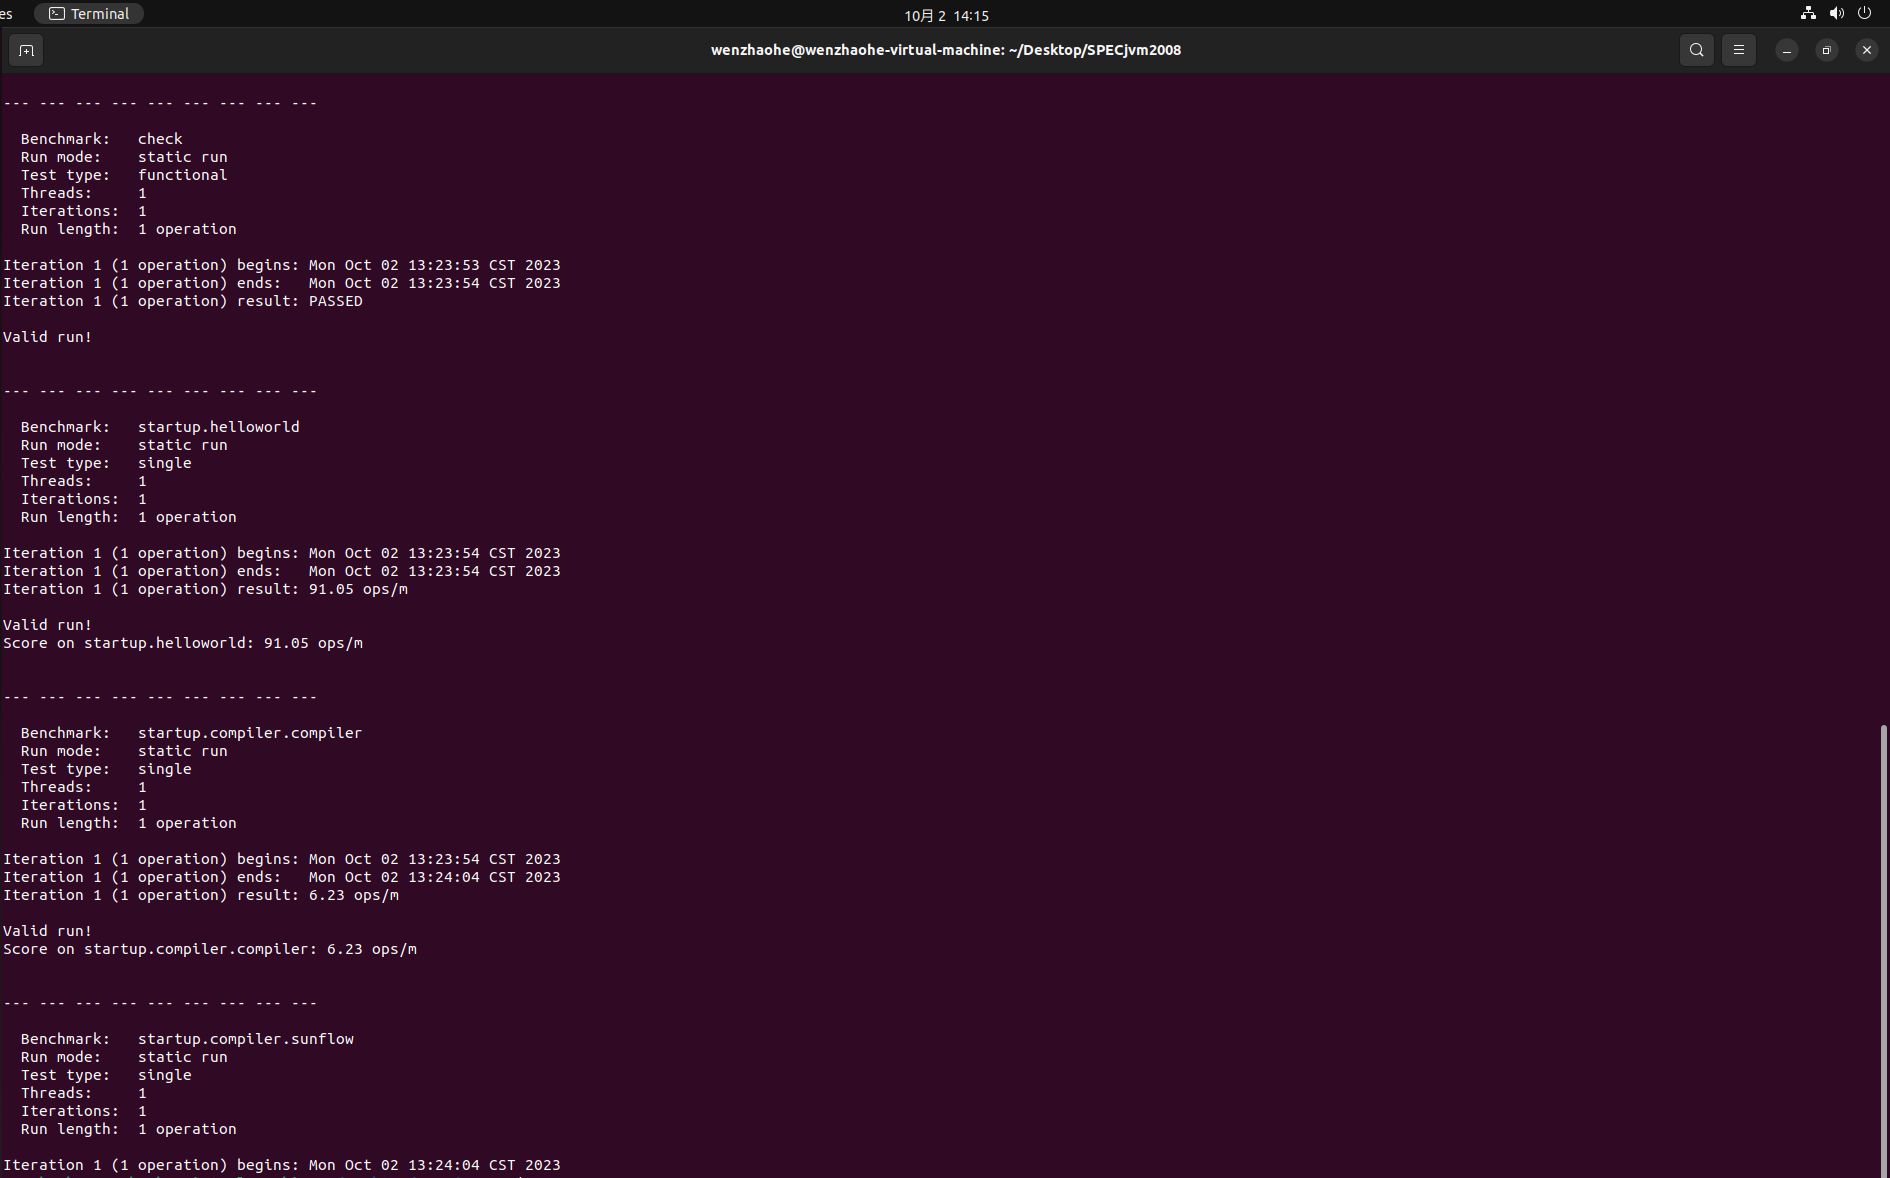 es
Terminal
10月 2 14:15
wenzhaohe@wenzhaohe-virtual-machine: ~/Desktop/SPECjvm2008
--- --- --- --- --- --- --- --- ---
Benchmark: check
Run mode: static run
Test type: functional
Threads: 1
Iterations: 1
Run length: 1 operation
Iteration 1 (1 operation) begins: Mon Oct 02 13:23:53 CST 2023
Iteration 1 (1 operation) ends: Mon Oct 02 13:23:54 CST 2023
Iteration 1 (1 operation) result: PASSED
Valid run!
--- --- --- --- --- --- --- --- ---
Benchmark: startup.helloworld
Run mode: static run
Test type: single
Threads: 1
Iterations: 1
Run length: 1 operation
Iteration 1 (1 operation) begins: Mon Oct 02 13:23:54 CST 2023
Iteration 1 (1 operation) ends: Mon Oct 02 13:23:54 CST 2023
Iteration 1 (1 operation) result: 91.05 ops/m
Valid run!
Score on startup.helloworld: 91.05 ops/m
--- --- --- --- --- --- --- --- ---
Benchmark: startup.compiler.compiler
Run mode: static run
Test type: single
Threads: 1
Iterations: 1
Run length: 1 operation
Iteration 1 (1 operation) begins: Mon Oct 02 13:23:54 CST 2023
Iteration 1 (1 operation) ends: Mon Oct 02 13:24:04 CST 2023
Iteration 1 (1 operation) result: 6.23 ops/m
Valid run!
Score on startup.compiler.compiler: 6.23 ops/m
--- --- --- --- --- --- --- --- ---
Benchmark: startup.compiler.sunflow
Run mode: static run
Test type: single
Threads: 1
Iterations: 1
Run length: 1 operation
Iteration 1 (1 operation) begins: Mon Oct 02 13:24:04 CST 2023